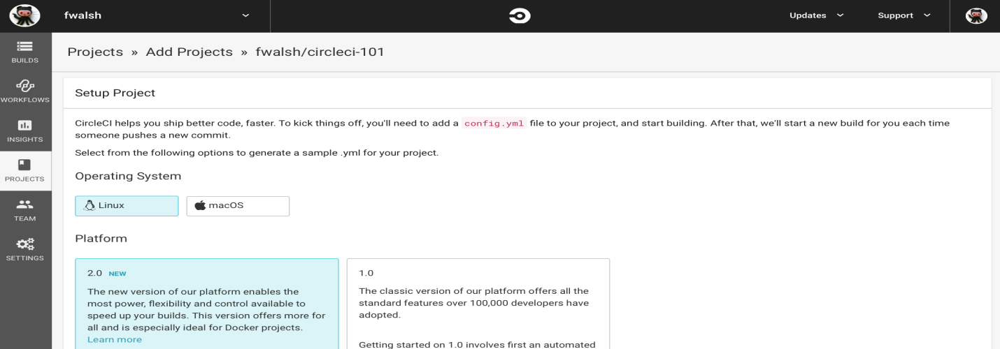 fwalsh
Updates
Support
BUILDS
WORKFLOWS
INSIGHTS
PROJECTS
TEAM
SETTINGS
Projects » Add Projects » fwalsh/circleci-101
Setup Project
CircleCI helps you ship better code, faster. To kick things off, you'll need to add a config.yml file to your project, and start building. After that, we'll start a new build for you each time
someone pushes a new commit.
Select from the following options to generate a sample .yml for your project.
Operating System
Linux
macOS
Platform
2.0 NEW
The new version of our platform enables the
most power, flexibility and control available to
speed up your builds. This version offers more for
all and is especially ideal for Docker projects.
Learn more
1.0
The classic version of our platform offers all the
standard features over 100,000 developers have
adopted.
Getting started on 1.0 involves first an automated